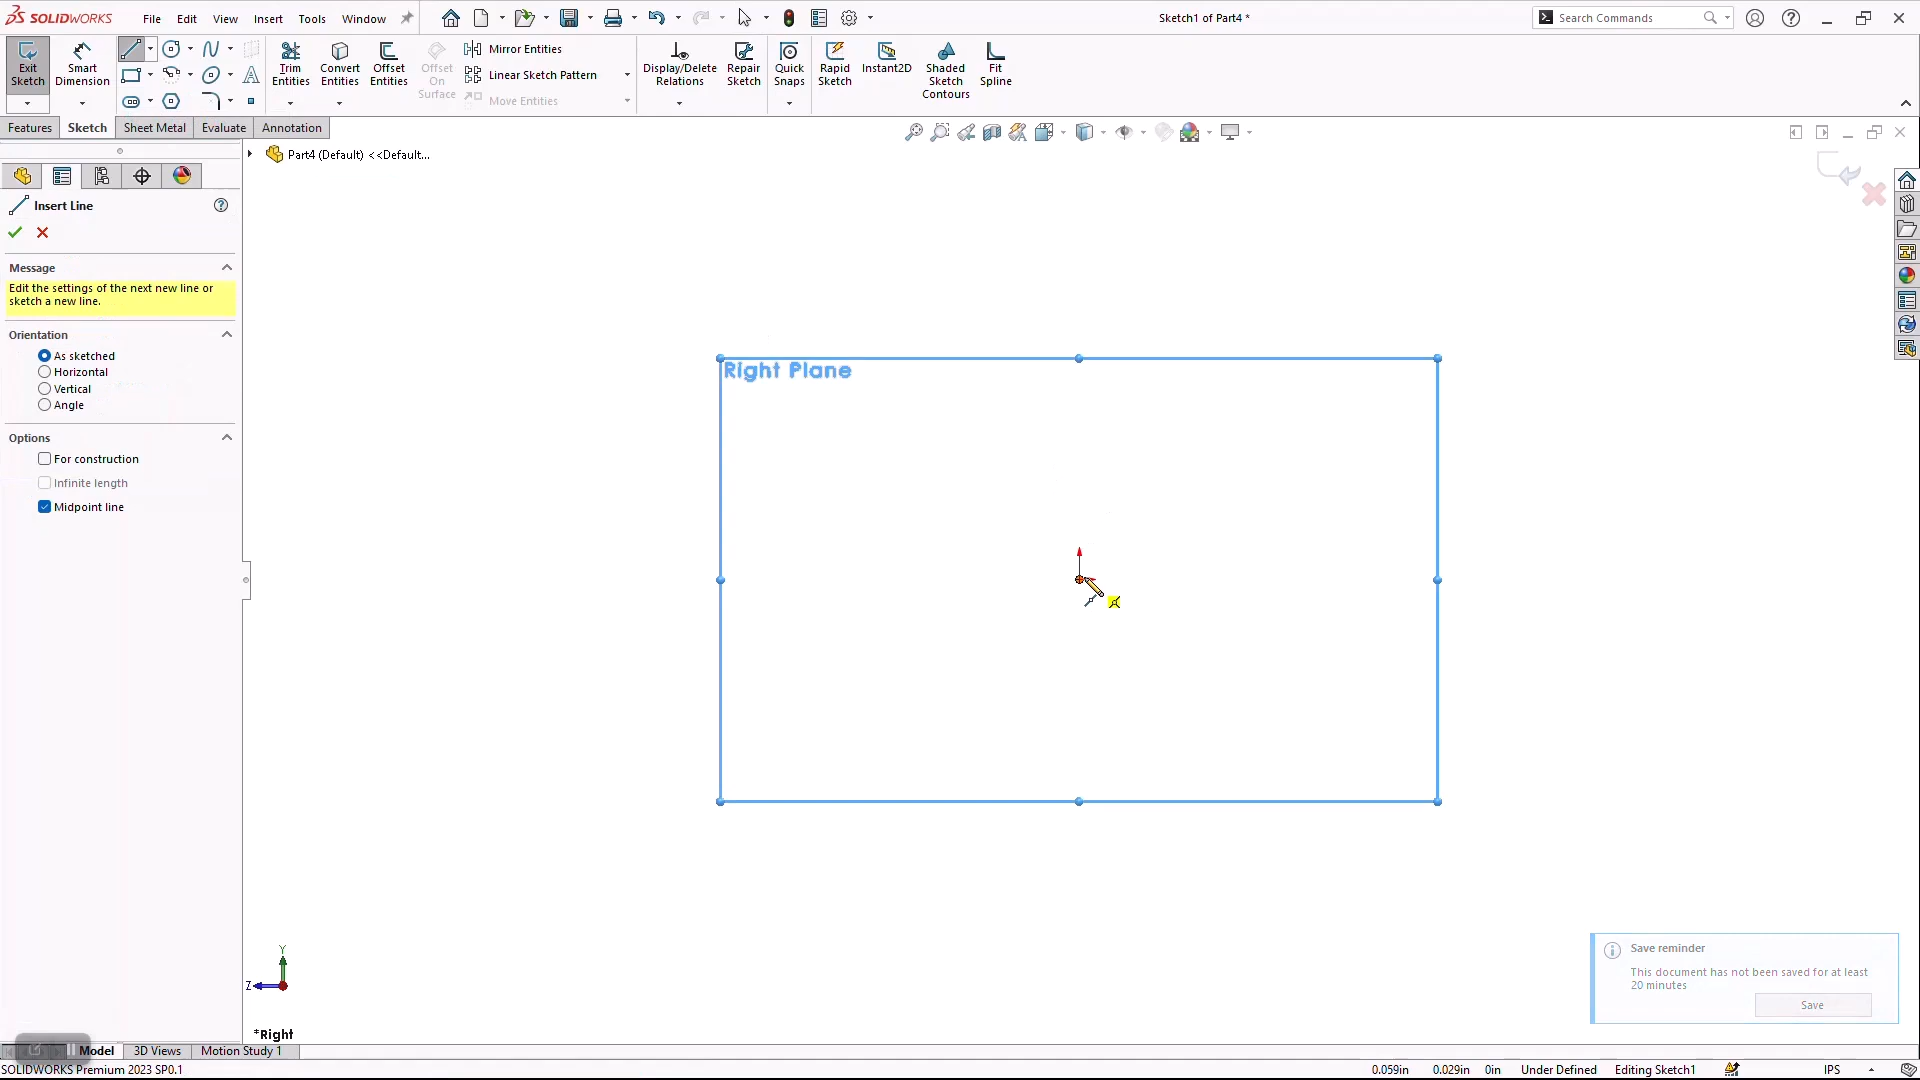 SOLIDWORKS File Edit View Insert Tools Window Sketch1 of Part4 * Search Commands
Exit Sketch
Smart Dimension
Trim Entities
Convert Entities
Offset Entities
Offset On Surface
Mirror Entities
Linear Sketch Pattern
Move Entities
Display/Delete Relations
Repair Sketch
Quick Snaps
Rapid Sketch
Instant2D
Shaded Sketch Contours
Fit Spline
Features Sketch Sheet Metal Evaluate Annotation
Part4 (Default) <<Default...
Insert Line
Message
Edit the settings of the next new line or
sketch a new line.
Orientation
As sketched
Horizontal
Vertical
Angle
Options
For construction
Infinite length
Midpoint line
Right Plane
Y
Z
*Right
Save reminder
This document has not been saved for at least
20 minutes
Save
Model 3D Views Motion Study 1
SOLIDWORKS Premium 2023 SP0.1 0.059in 0.029in 0in Under Defined Editing Sketch1 IPS